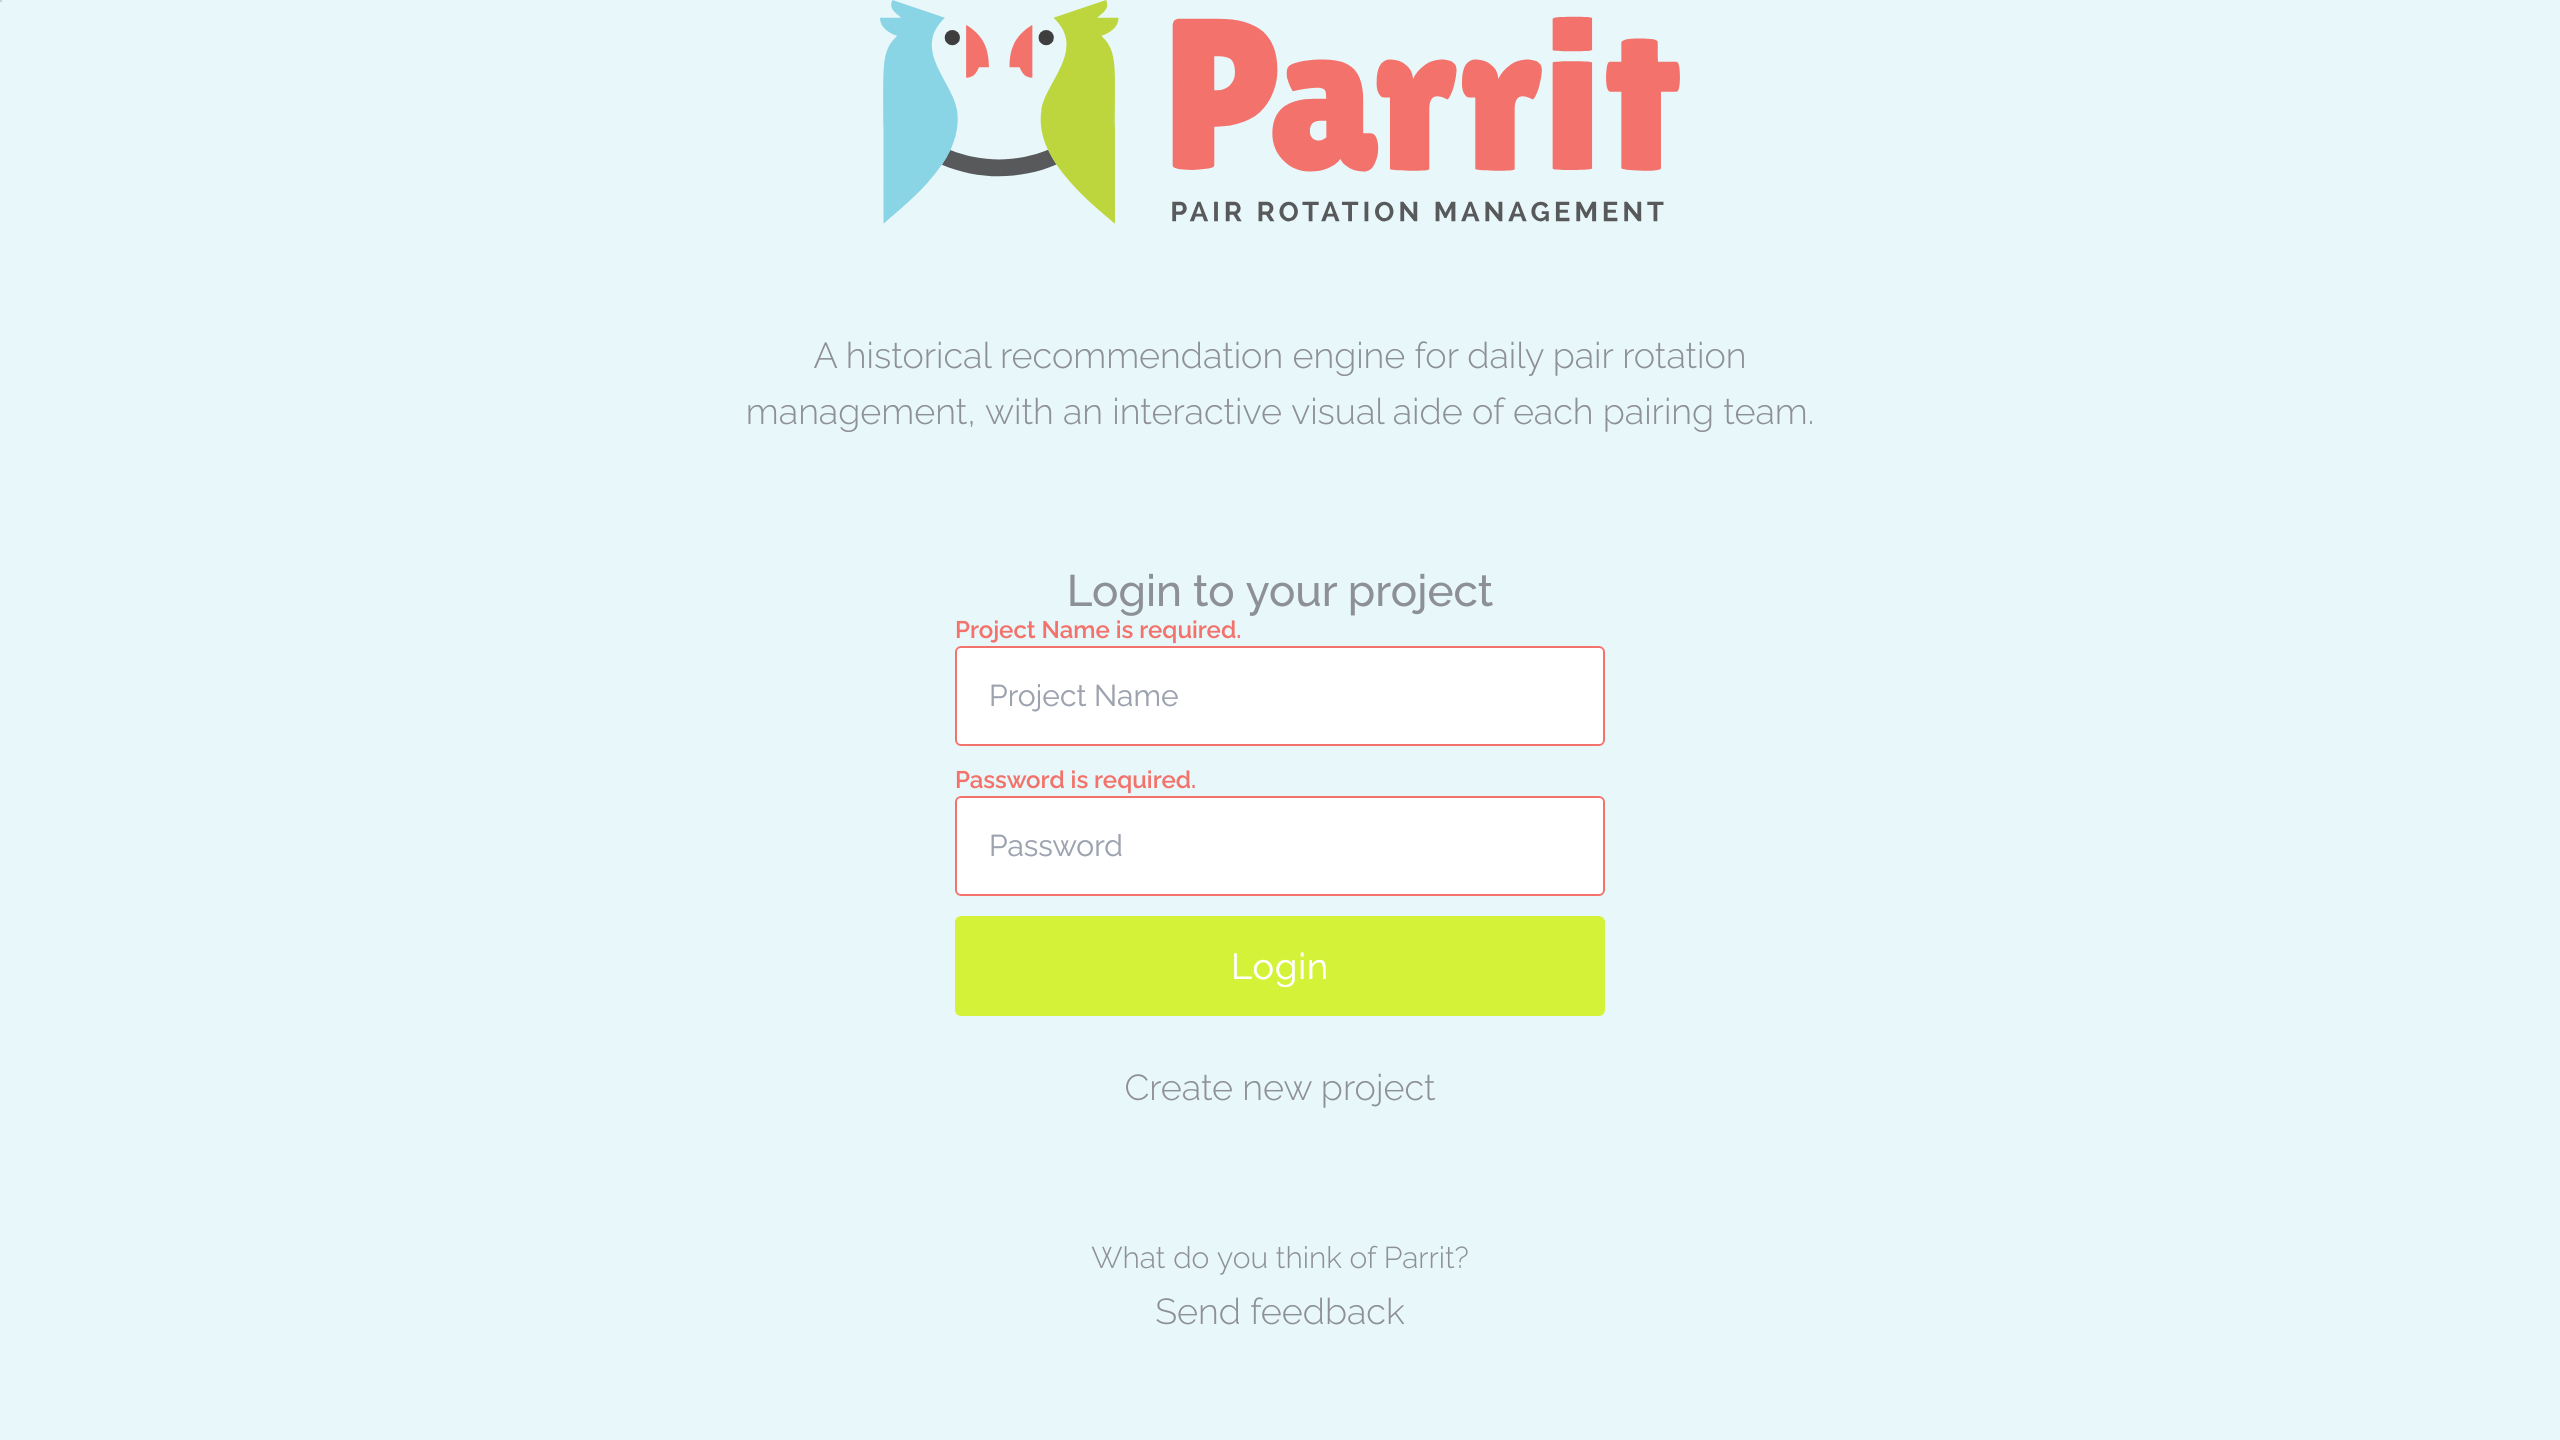 Parrit
PAIR ROTATION MANAGEMENT
A historical recommendation engine for daily pair rotation
management, with an interactive visual aide of each pairing team.
Login to your project
Project Name is required.
Project Name
Password is required.
Password
Login
Create new project
What do you think of Parrit?
Send feedback